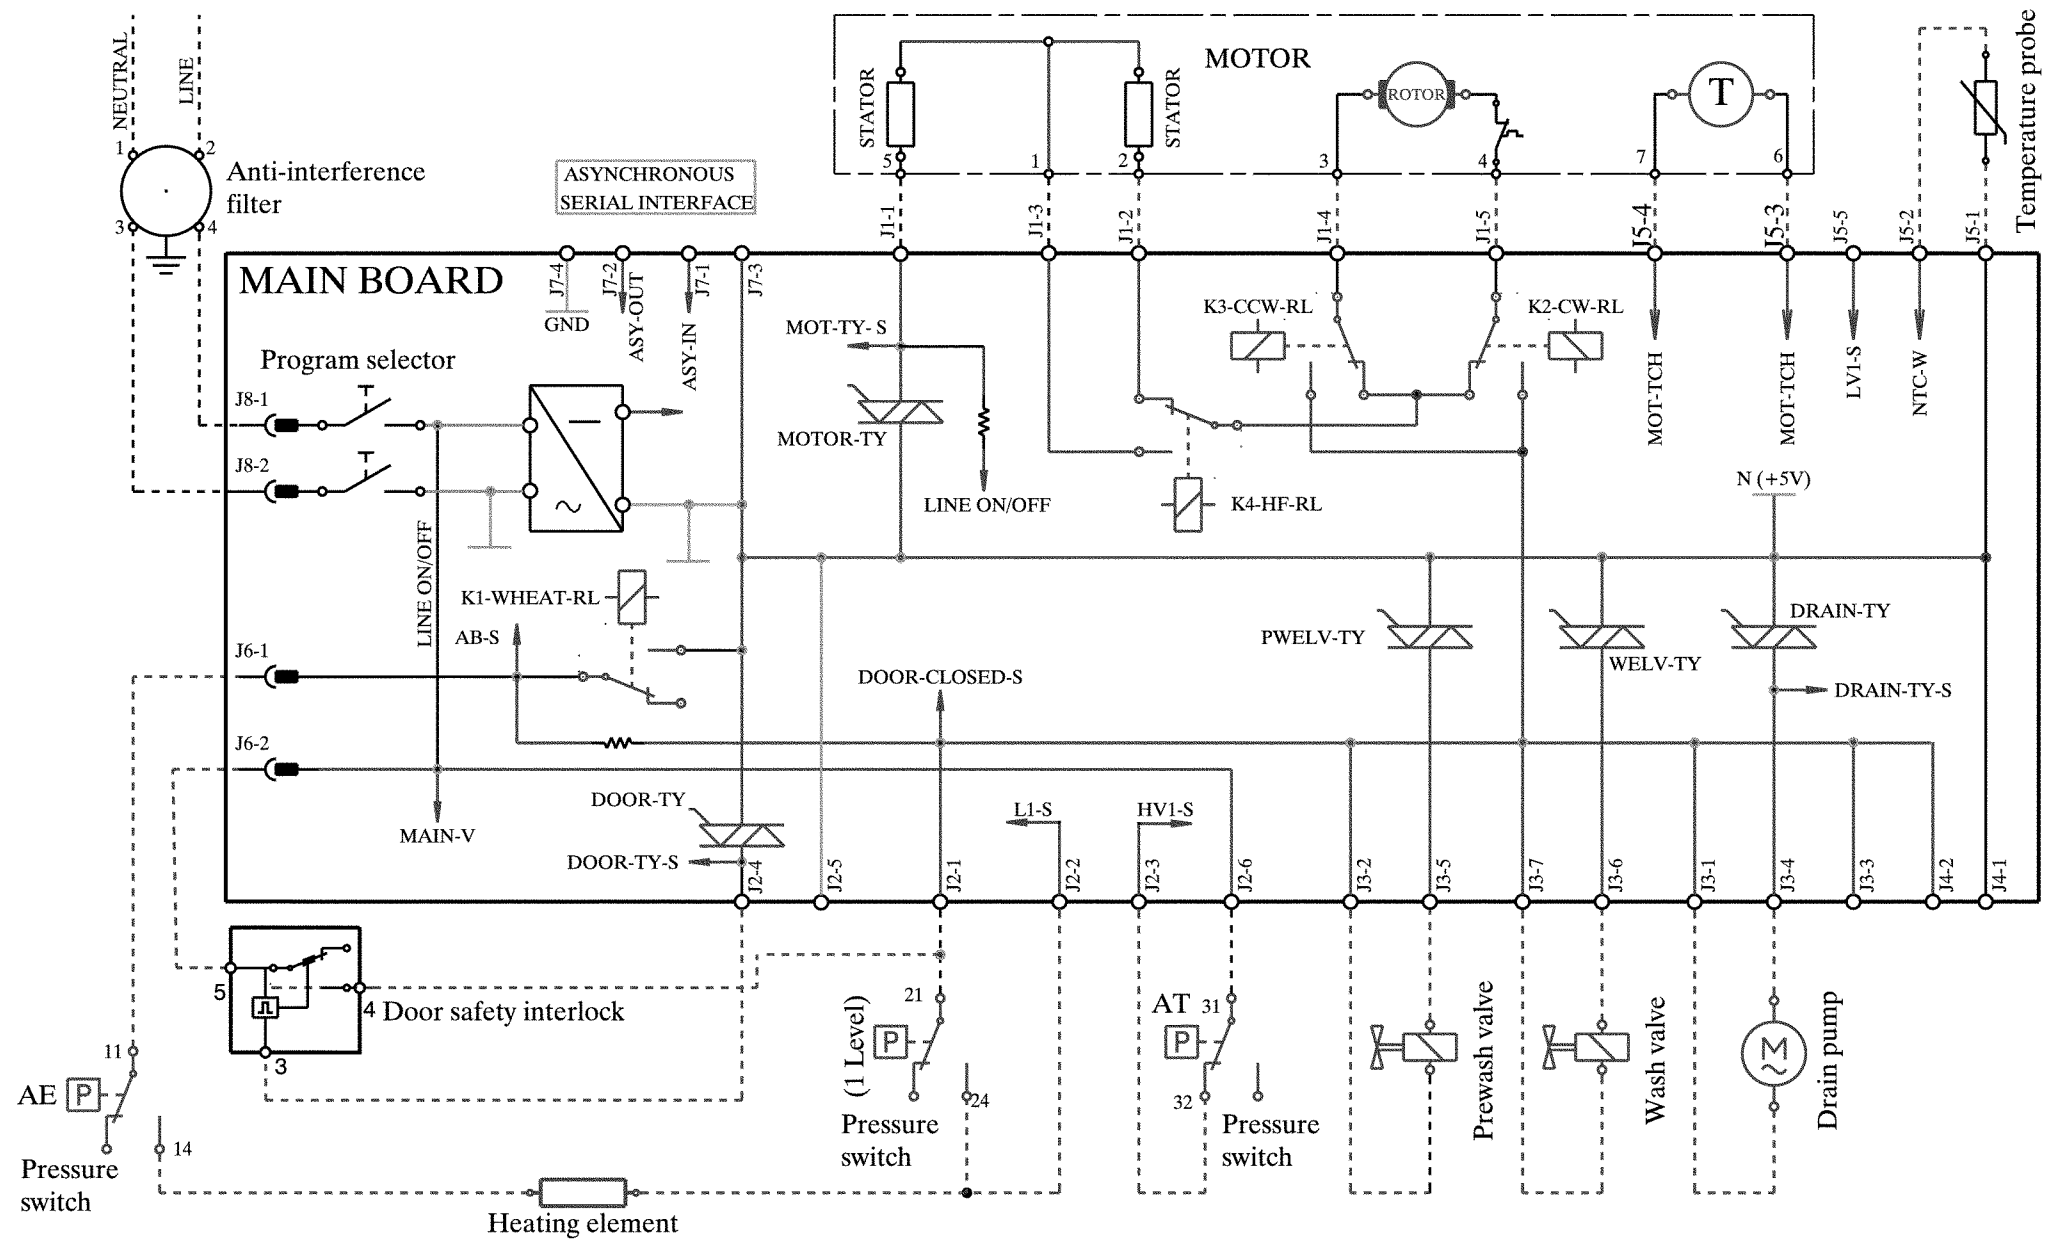 NEUTRAL
LINE
1
2
3
4
Anti-interference
filter
ASYNCHRONOUS
SERIAL INTERFACE
MOTOR
STATOR
STATOR
ROTOR
T
5
1
2
3
4
7
6
Temperature probe
J1-1
J1-3
J1-2
J1-4
J1-5
J5-4
J5-3
J5-5
J5-2
J5-1
MAIN BOARD
J7-4
J7-2
J7-1
J7-3
GND
ASY-OUT
ASY-IN
MOT-TY- S
MOTOR-TY
LINE ON/OFF
K3-CCW-RL
K2-CW-RL
K4-HF-RL
MOT-TCH
MOT-TCH
LV1-S
NTC-W
Program selector
J8-1
J8-2
N (+5V)
LINE ON/OFF
K1-WHEAT-RL
AB-S
J6-1
J6-2
MAIN-V
DOOR-CLOSED-S
PWELV-TY
WELV-TY
DRAIN-TY
DRAIN-TY-S
DOOR-TY
DOOR-TY-S
L1-S
HV1-S
J2-4
J2-5
J2-1
J2-2
J2-3
J2-6
J3-2
J3-5
J3-7
J3-6
J3-1
J3-4
J3-3
J4-2
J4-1
5
4
3
Door safety interlock
11
AE
P
14
Pressure
switch
Heating element
21
(1 Level)
P
24
Pressure
switch
AT
31
P
32
Pressure
switch
Prewash valve
Wash valve
M
Drain pump